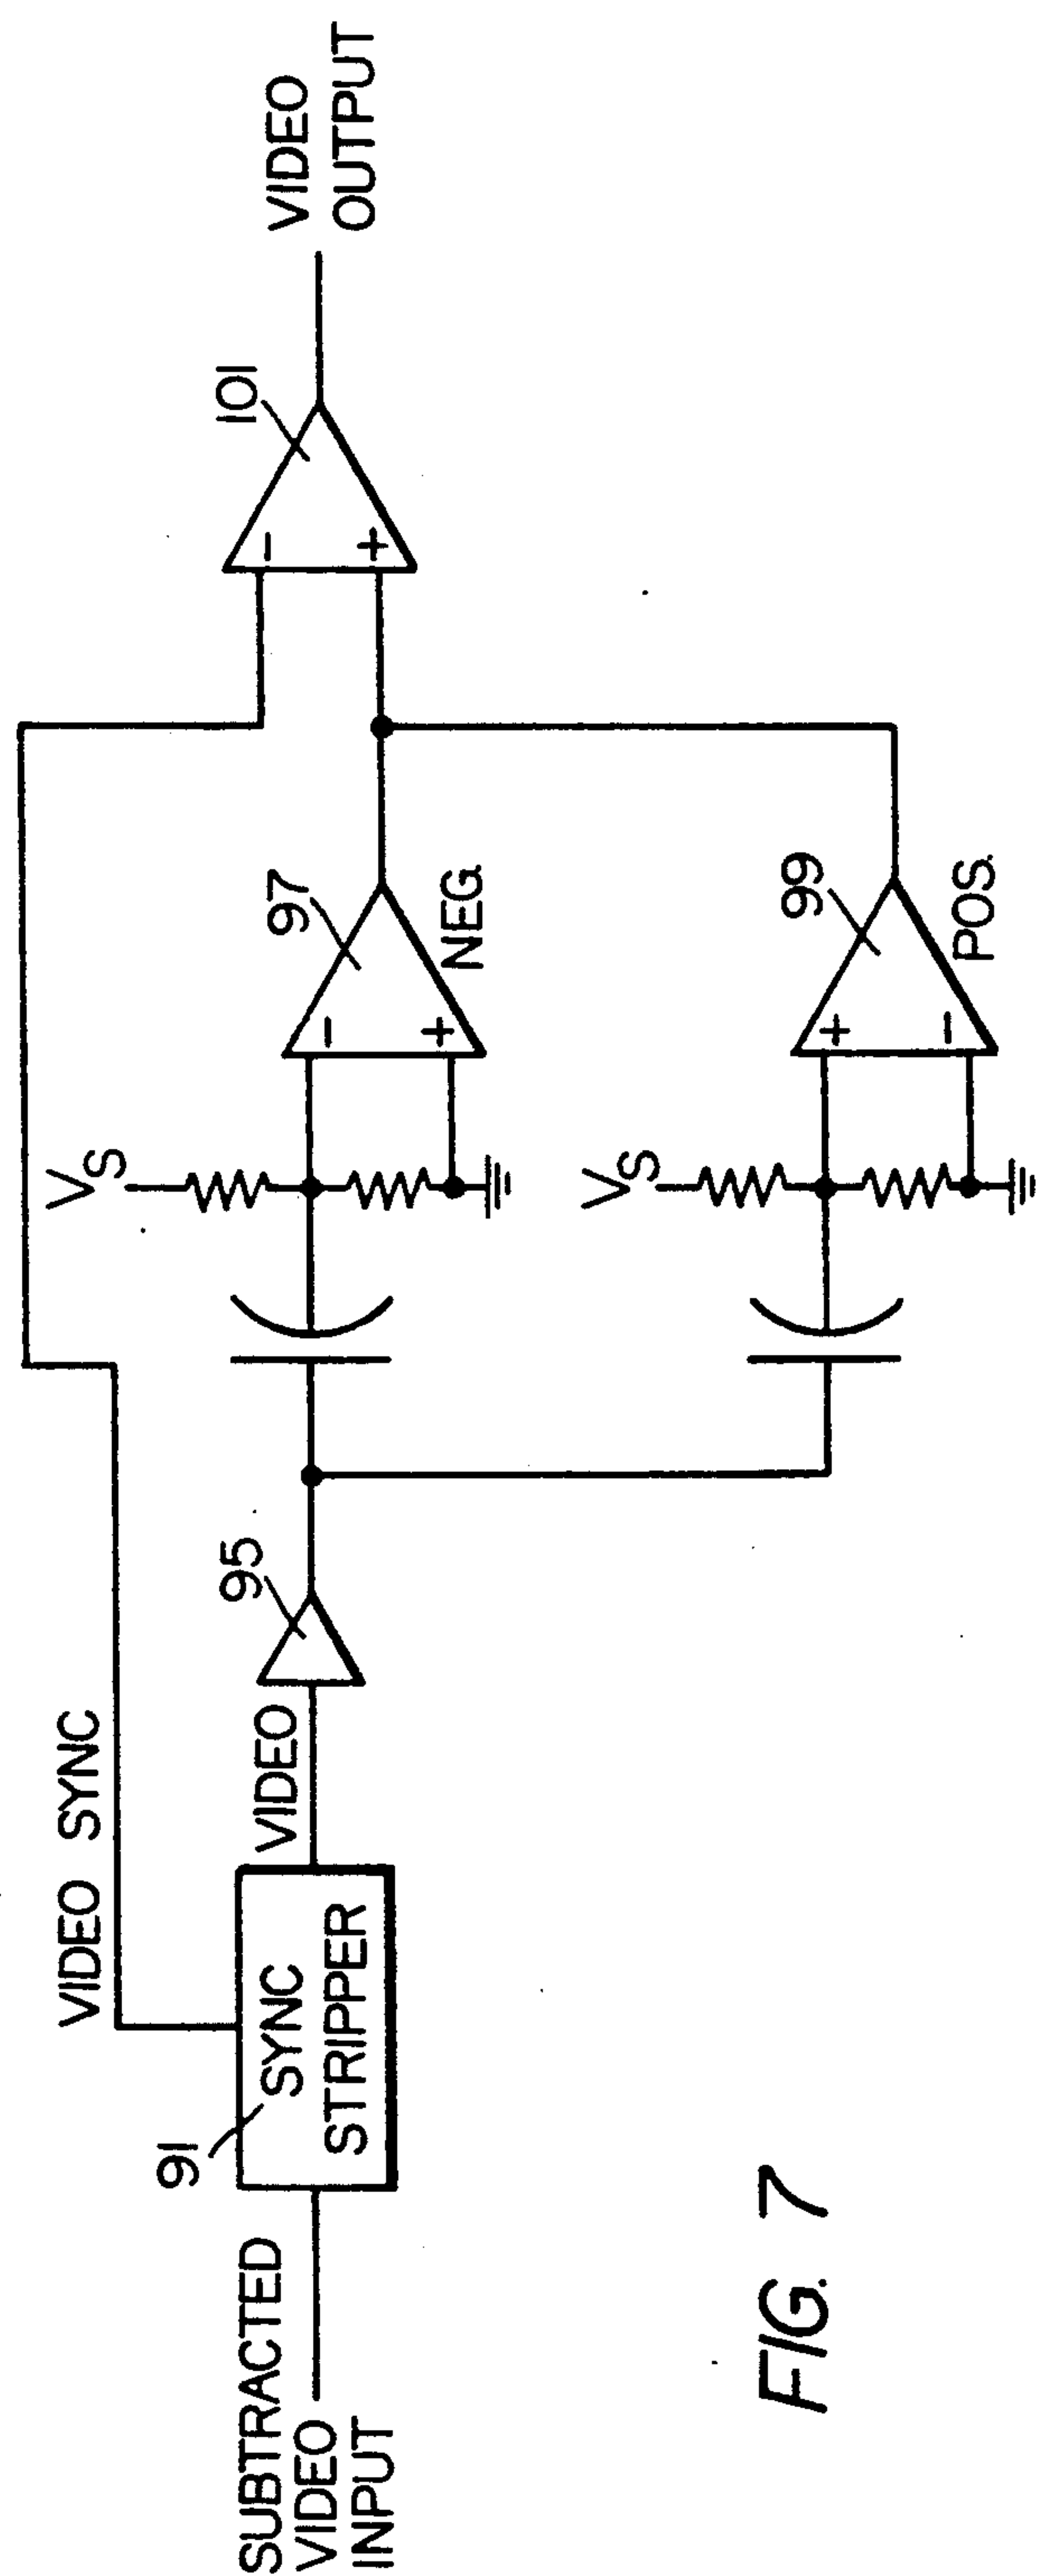 SUBTRACTED
VIDEO
INPUT
91
SYNC
STRIPPER
VIDEO SYNC
VIDEO
95
VS
-
+
97
NEG.
VS
+
-
99
POS.
-
+
101
VIDEO
OUTPUT
FIG. 7